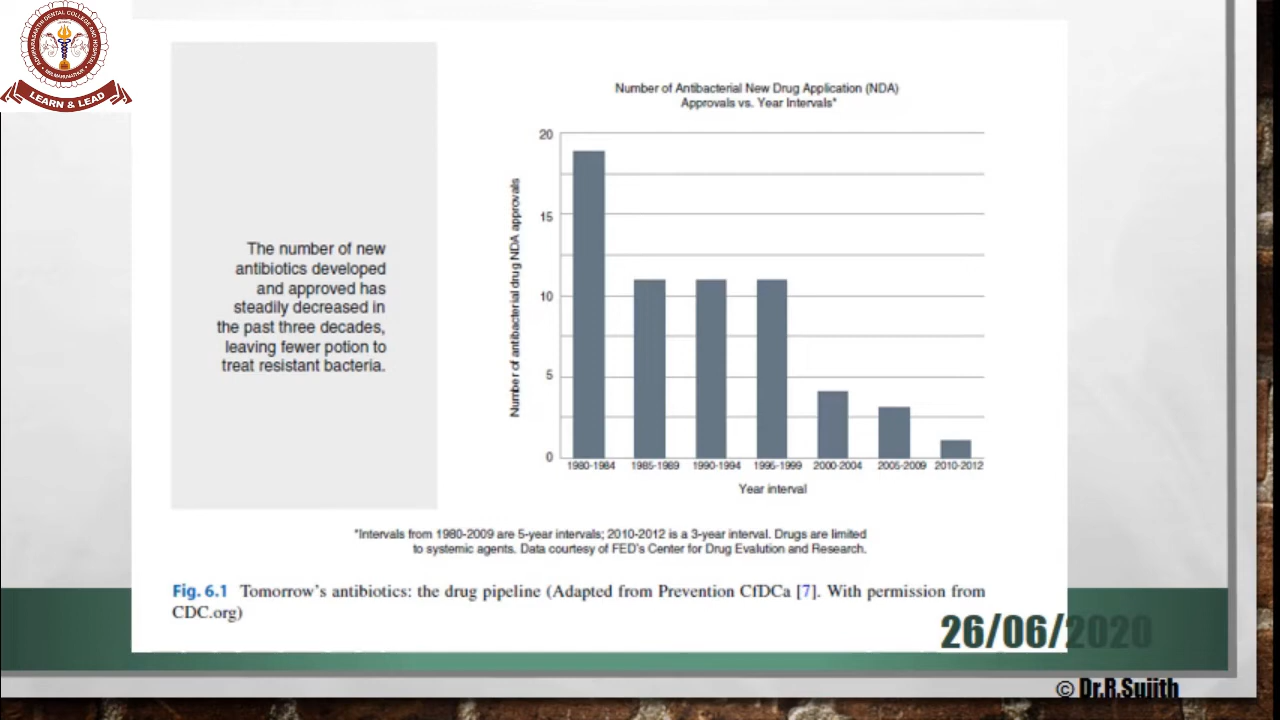 ADHIPARASAKTHI DENTAL COLLEGE AND HOSPITAL
MELMARUVATHUR
LEARN & LEAD
The number of new
antibiotics developed
and approved has
steadily decreased in
the past three decades,
leaving fewer potion to
treat resistant bacteria.
Number of Antibacterial New Drug Application (NDA)
Approvals vs. Year Intervals*
Number of antibacterial drug NDA approvals
20
15
10
5
0
1980-1984 1985-1989 1990-1994 1995-1999 2000-2004 2005-2009 2010-2012
Year interval
*Intervals from 1980-2009 are 5-year intervals; 2010-2012 is a 3-year interval. Drugs are limited
to systemic agents. Data courtesy of FED's Center for Drug Evalution and Research.
Fig. 6.1 Tomorrow's antibiotics: the drug pipeline (Adapted from Prevention CfDCa [7]. With permission from
CDC.org)
26/06/2020
© Dr.R.Sujith